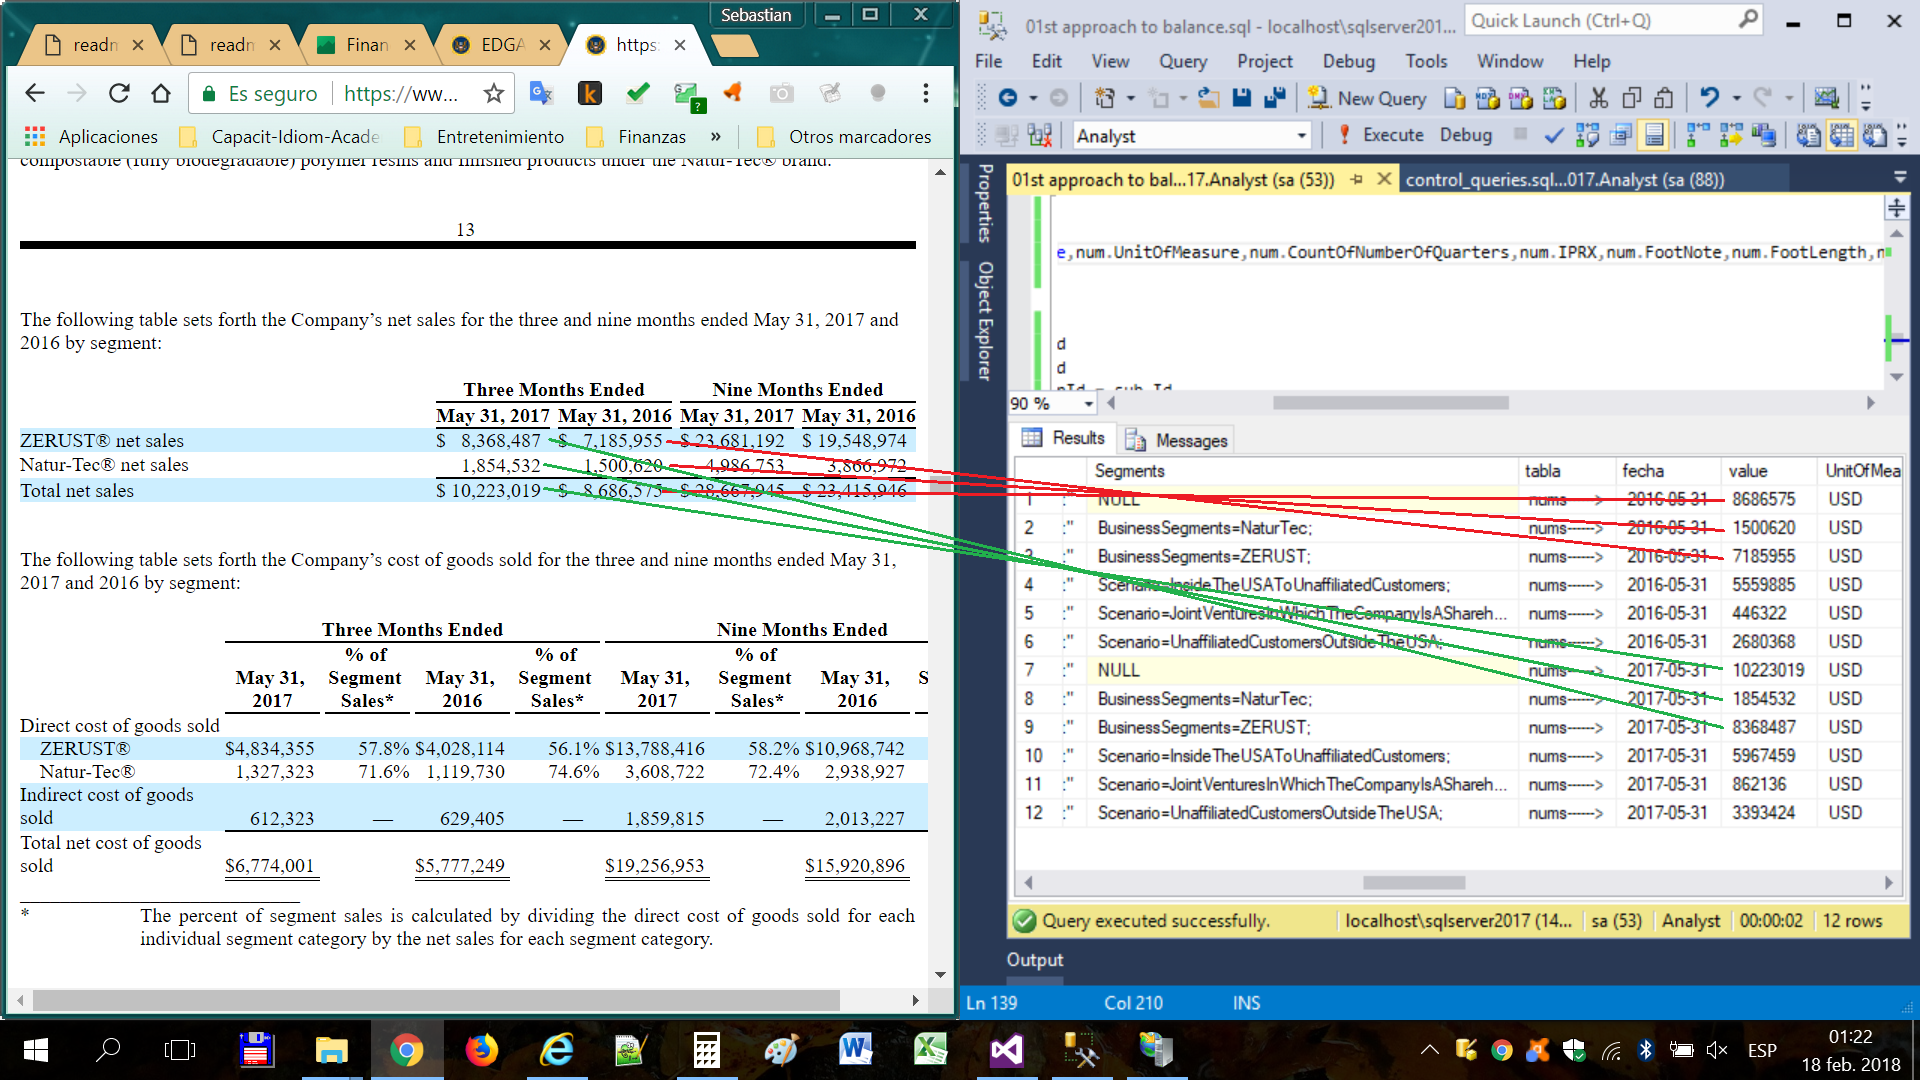 Sebastian
readn
readn
Finan
EDGA
https:
Es seguro
https://ww...
Aplicaciones
Capacit-Idiom-Acade
Entretenimiento
Finanzas
»
Otros marcadores
compostable (fully biodegradable) polymer resins and finished products under the Natur-Tec® brand.
13
The following table sets forth the Company's net sales for the three and nine months ended May 31, 2017 and
2016 by segment:
Three Months Ended Nine Months Ended
May 31, 2017 May 31, 2016 May 31, 2017 May 31, 2016
ZERUST® net sales $ 8,368,487 $ 7,185,955 $ 23,681,192 $ 19,548,974
Natur-Tec® net sales 1,854,532 1,500,620 4,986,753 3,866,972
Total net sales $ 10,223,019 $ 8,686,575 $ 28,667,945 $ 23,415,946
The following table sets forth the Company's cost of goods sold for the three and nine months ended May 31,
2017 and 2016 by segment:
Three Months Ended Nine Months Ended
% of % of % of
May 31, Segment May 31, Segment May 31, Segment May 31, S
2017 Sales* 2016 Sales* 2017 Sales* 2016
Direct cost of goods sold
ZERUST® $4,834,355 57.8% $4,028,114 56.1% $13,788,416 58.2% $10,968,742
Natur-Tec® 1,327,323 71.6% 1,119,730 74.6% 3,608,722 72.4% 2,938,927
Indirect cost of goods
sold 612,323 — 629,405 — 1,859,815 — 2,013,227
Total net cost of goods
sold $6,774,001 $5,777,249 $19,256,953 $15,920,896
* The percent of segment sales is calculated by dividing the direct cost of goods sold for each
individual segment category by the net sales for each segment category.
01st approach to balance.sql - localhost\sqlserver201...
Quick Launch (Ctrl+Q)
File Edit View Query Project Debug Tools Window Help
New Query
Analyst
Execute Debug
Properties
Object Explorer
01st approach to bal...17.Analyst (sa (53))
control_queries.sql...017.Analyst (sa (88))
e,num.UnitOfMeasure,num.CountOfNumberOfQuarters,num.IPRX,num.FootNote,num.FootLength,n
d
d
90 %
Results Messages
Segments tabla fecha value UnitOfMea
1 :" NULL nums------> 2016-05-31 8686575 USD
2 :" BusinessSegments=NaturTec; nums------> 2016-05-31 1500620 USD
3 :" BusinessSegments=ZERUST; nums------> 2016-05-31 7185955 USD
4 :" Scenario=InsideTheUSAToUnaffiliatedCustomers; nums------> 2016-05-31 5559885 USD
5 :" Scenario=JointVenturesInWhichTheCompanyIsAShareh... nums------> 2016-05-31 446322 USD
6 :" Scenario=UnaffiliatedCustomersOutsideTheUSA; nums------> 2016-05-31 2680368 USD
7 :" NULL nums------> 2017-05-31 10223019 USD
8 :" BusinessSegments=NaturTec; nums------> 2017-05-31 1854532 USD
9 :" BusinessSegments=ZERUST; nums------> 2017-05-31 8368487 USD
10 :" Scenario=InsideTheUSAToUnaffiliatedCustomers; nums------> 2017-05-31 5967459 USD
11 :" Scenario=JointVenturesInWhichTheCompanyIsAShareh... nums------> 2017-05-31 862136 USD
12 :" Scenario=UnaffiliatedCustomersOutsideTheUSA; nums------> 2017-05-31 3393424 USD
Query executed successfully. localhost\sqlserver2017 (14... sa (53) Analyst 00:00:02 12 rows
Output
Ln 139 Col 210 INS
ESP
01:22
18 feb. 2018